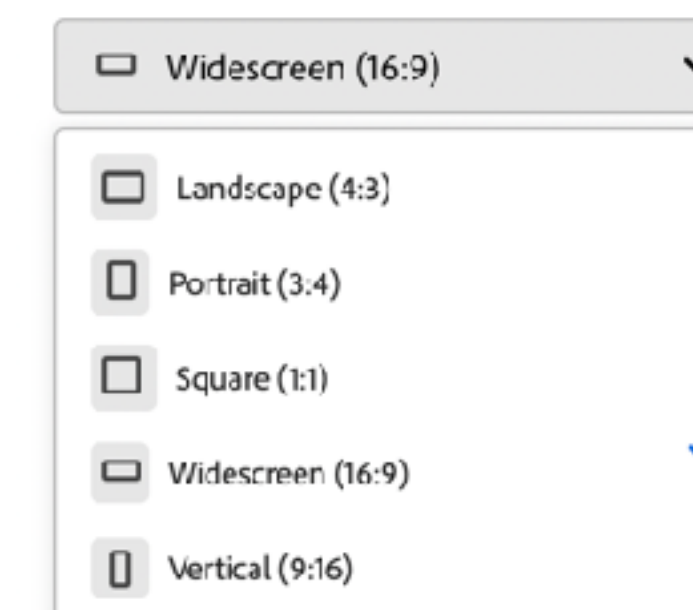 Widescreen (16:9)
Landscape (4:3)
Portrait (3:4)
Square (1:1)
Widescreen (16:9)
Vertical (9:16)